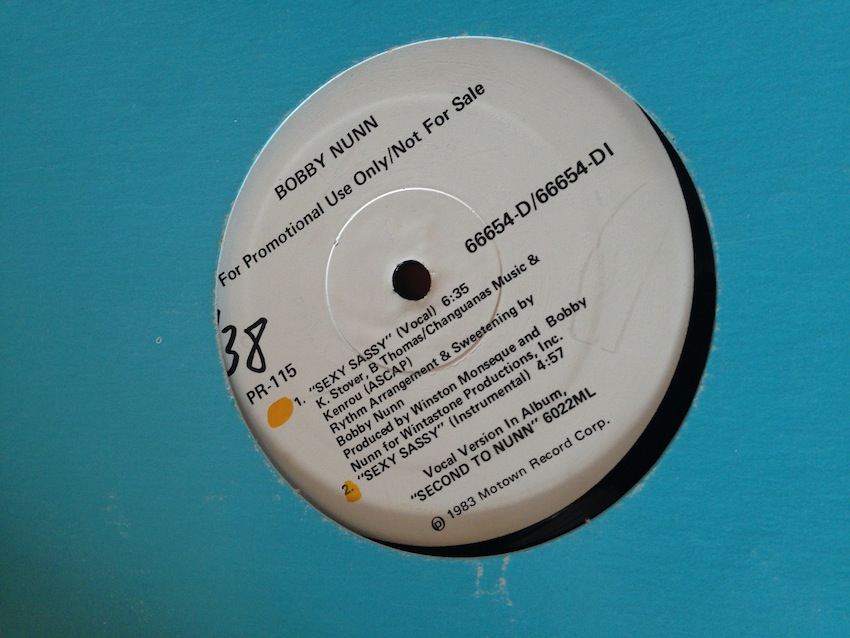 BOBBY NUNN
For Promotional Use Only/Not For Sale
66654-D/66654-DI
'38
PR-115
1. "SEXY SASSY" (Vocal) 6:35
K. Stover, B Thomas/Changuanas Music &
Kenrou (ASCAP)
Rythm Arrangement & Sweetening by
Bobby Nunn
Produced by Winston Monseque and Bobby
Nunn for Wintastone Productions, Inc.
2. "SEXY SASSY" (Instrumental) 4:57
Vocal Version In Album,
"SECOND TO NUNN" 6022ML
℗ 1983 Motown Record Corp.